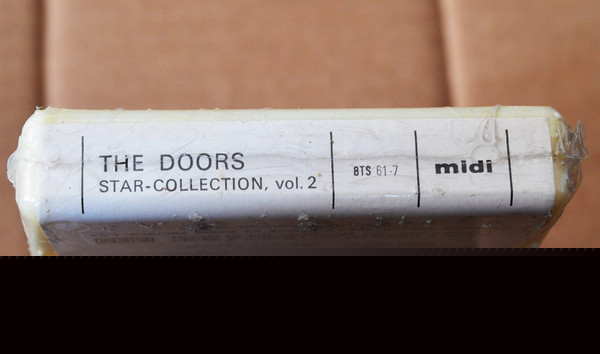 THE DOORS
STAR-COLLECTION, vol. 2
8TS 61-7
midi